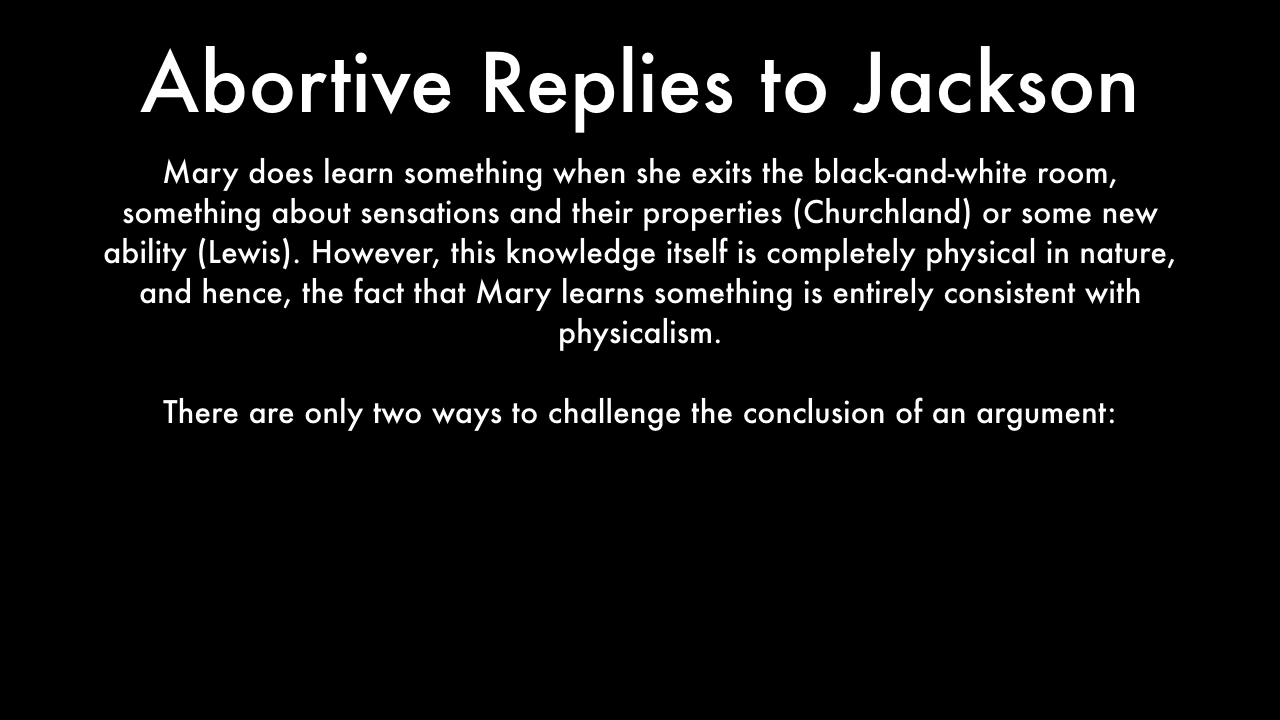 Abortive Replies to Jackson
Mary does learn something when she exits the black-and-white room,
something about sensations and their properties (Churchland) or some new
ability (Lewis). However, this knowledge itself is completely physical in nature,
and hence, the fact that Mary learns something is entirely consistent with
physicalism.
There are only two ways to challenge the conclusion of an argument: